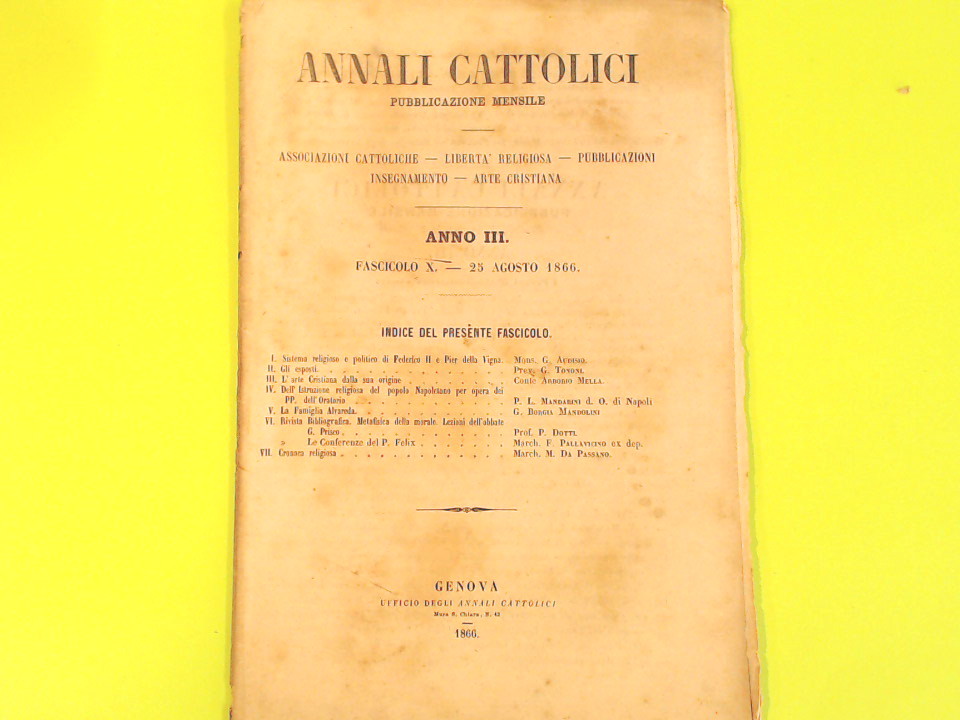 ANNALI CATTOLICI
PUBBLICAZIONE MENSILE
ASSOCIAZIONI CATTOLICHE — LIBERTA' RELIGIOSA — PUBBLICAZIONI
INSEGNAMENTO — ARTE CRISTIANA
ANNO III.
FASCICOLO X. — 25 AGOSTO 1866.
INDICE DEL PRESENTE FASCICOLO.
I. Sistema religioso e politico di Federico II e Pier della Vigna. Mons. G. Audisio.
II. Gli esposti. . . . . . . . . . . . . . . Prev. G. Tononi.
III. L'arte Cristiana dalla sua origine . . . . . . . . Conte Arborio Mella.
IV. Dell'Istruzione religiosa del popolo Napoletano per opera dei
PP. dell'Oratorio . . . . . . . . . . . . P. L. Mandarini d. O. di Napoli
V. La Famiglia Alvareda. . . . . . . . . . . . G. Borgia Mandolini
VI. Rivista Bibliografica. Metafisica della morale. Lezioni dell'abbate
G. Prisco . . . . . . . . . . . . . Prof. P. Dotti.
» Le Conferenze del P. Felix . . . . . . . March. F. Pallavicino ex dep.
VII. Cronaca religiosa . . . . . . . . . . . . . March. M. Da Passano.
GENOVA
UFFICIO DEGLI ANNALI CATTOLICI
Mura S. Chiara, N. 42
1866.